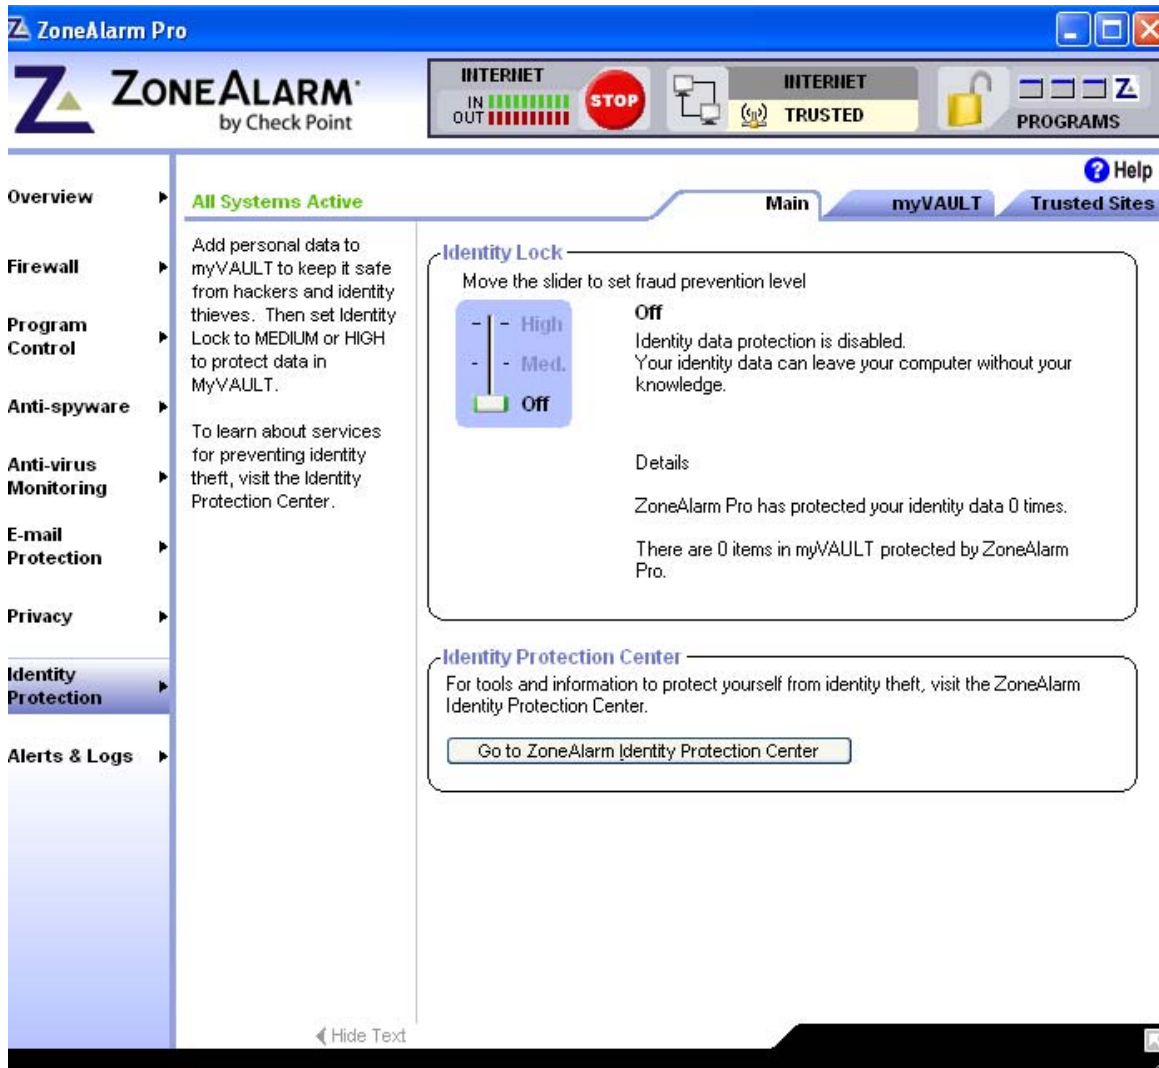 ZoneAlarm Pro
ZONEALARM
by Check Point
INTERNET
IN
OUT
STOP
INTERNET
TRUSTED
PROGRAMS
Help
Overview
Firewall
Program
Control
Anti-spyware
Anti-virus
Monitoring
E-mail
Protection
Privacy
Identity
Protection
Alerts & Logs
All Systems Active
Main
myVAULT
Trusted Sites
Add personal data to
myVAULT to keep it safe
from hackers and identity
thieves. Then set Identity
Lock to MEDIUM or HIGH
to protect data in
MyVAULT.
To learn about services
for preventing identity
theft, visit the Identity
Protection Center.
Hide Text
Identity Lock
Move the slider to set fraud prevention level
High
Med.
Off
Off
Identity data protection is disabled.
Your identity data can leave your computer without your
knowledge.
Details
ZoneAlarm Pro has protected your identity data 0 times.
There are 0 items in myVAULT protected by ZoneAlarm
Pro.
Identity Protection Center
For tools and information to protect yourself from identity theft, visit the ZoneAlarm
Identity Protection Center.
Go to ZoneAlarm Identity Protection Center